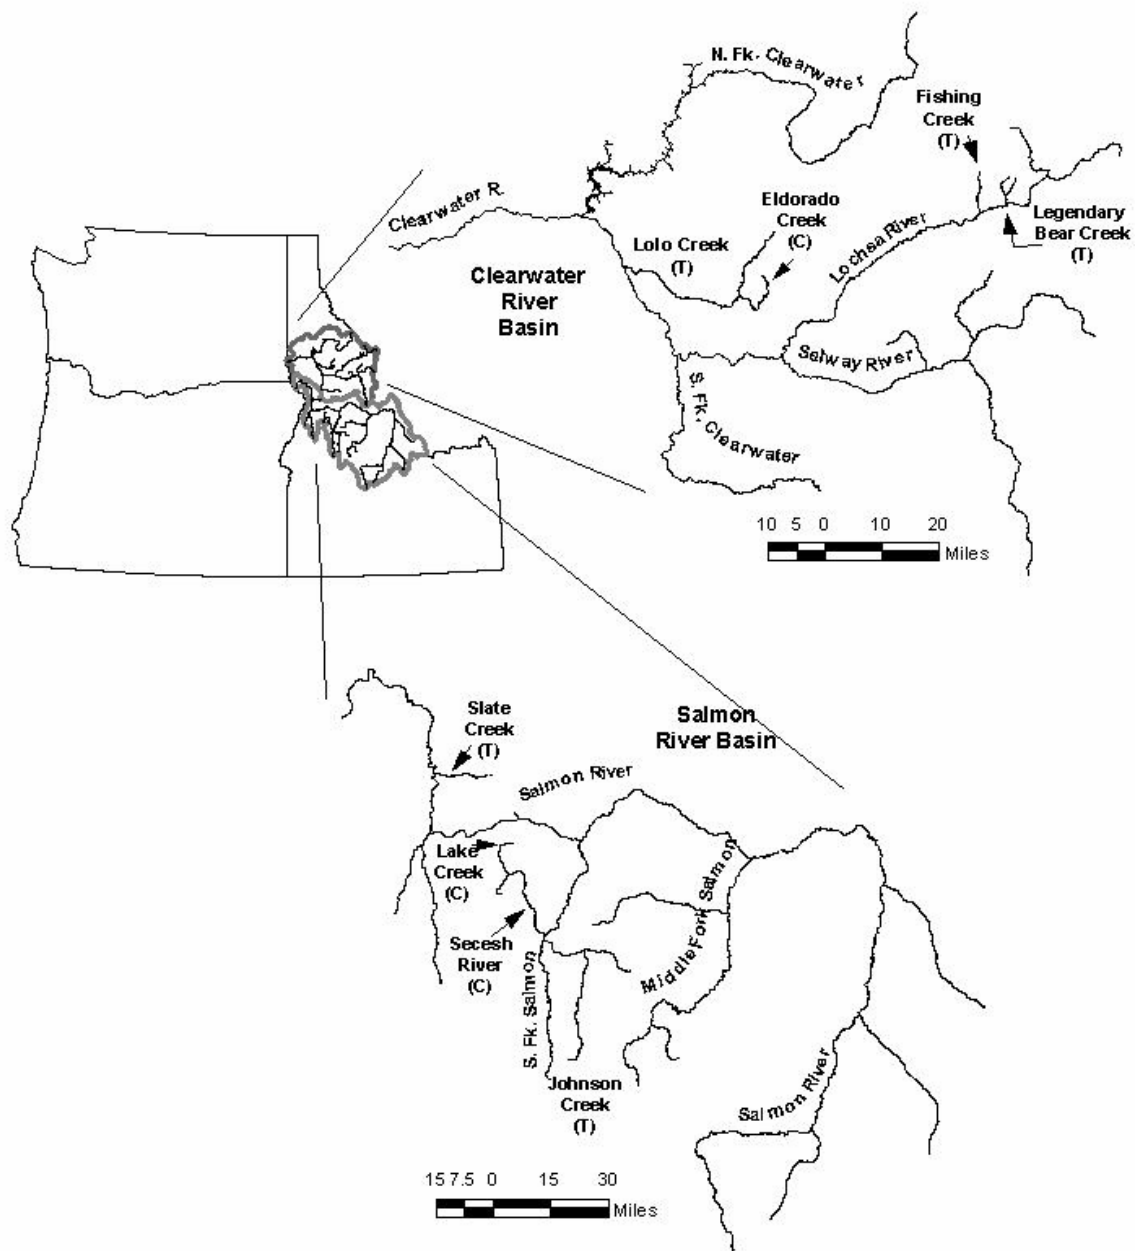 N. Fk. Clearwater
Fishing
Creek
(T)
Clearwater R.
Eldorado
Creek
(C)
Lolo Creek
(T)
Lochsa River
Legendary
Bear Creek
(T)
Clearwater
River
Basin
Selway River
S. Fk. Clearwater
10 5 0 10 20
Miles
Slate
Creek
(T)
Salmon
River Basin
Salmon River
Lake
Creek
(C)
Middle Fork Salmon
Secesh
River
(C)
S. Fk. Salmon
Johnson
Creek
(T)
Salmon River
15 7.5 0 15 30
Miles